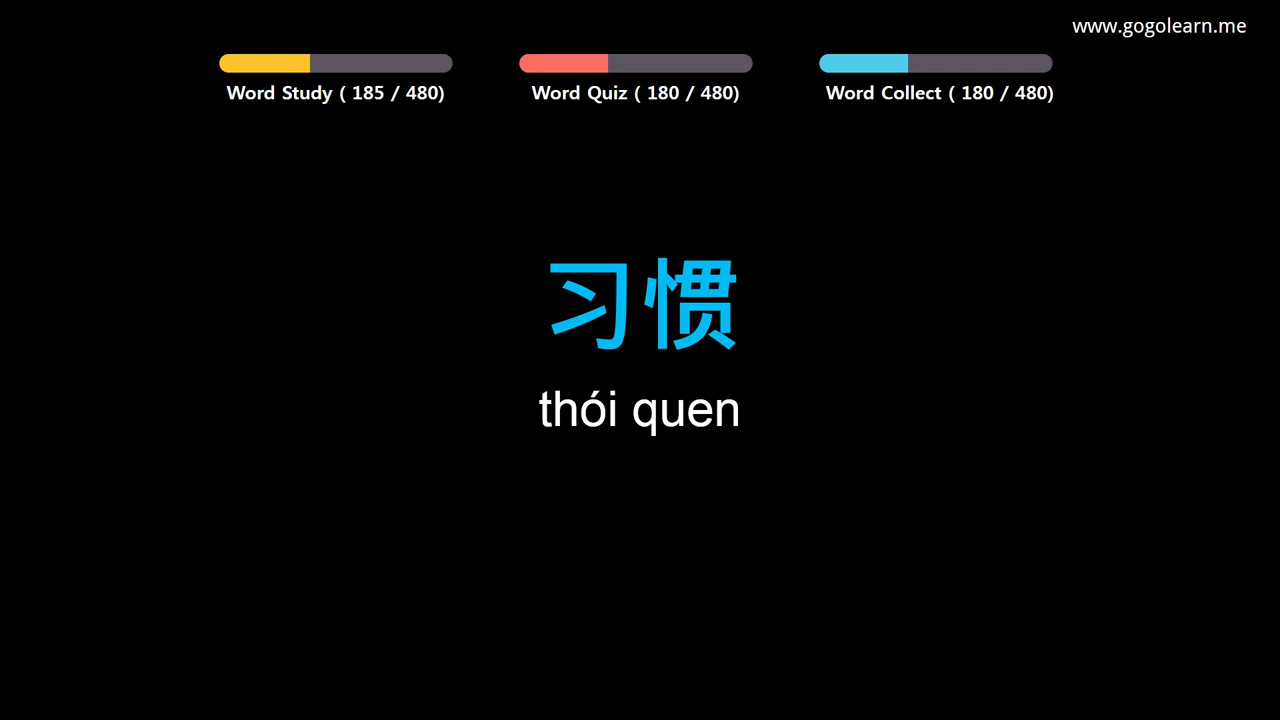 www.gogolearn.me
Word Study ( 185 / 480)
Word Quiz ( 180 / 480)
Word Collect ( 180 / 480)
习惯
thói quen